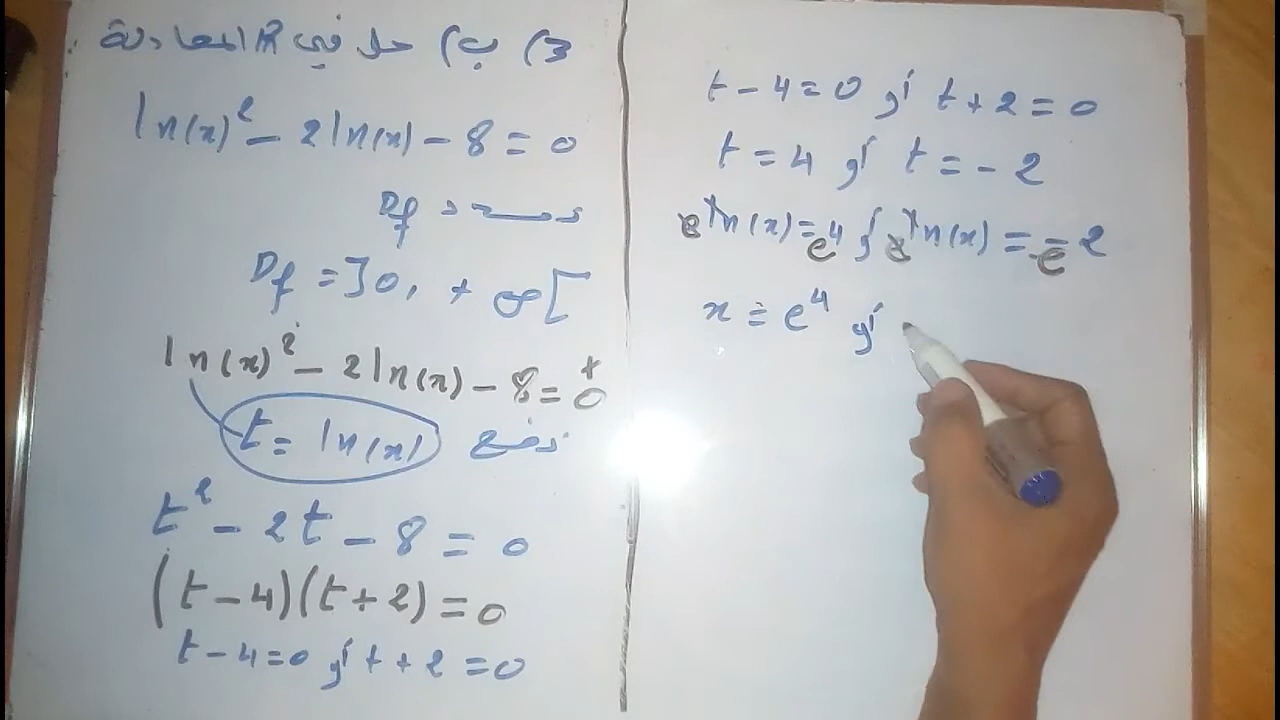 3) ب) حل في ℝ المعادلة :
ln(x)² - 2ln(x) - 8 = 0
نحدد Df
Df = ]0, +∞[
ln(x)² - 2ln(x) - 8 = 0
نضع t = ln(x)
t² - 2t - 8 = 0
(t - 4)(t + 2) = 0
t - 4 = 0 أو t + 2 = 0
t - 4 = 0 أو t + 2 = 0
t = 4 أو t = -2
e^ln(x) = e^4 أو e^ln(x) = e^-2
x = e^4 أو